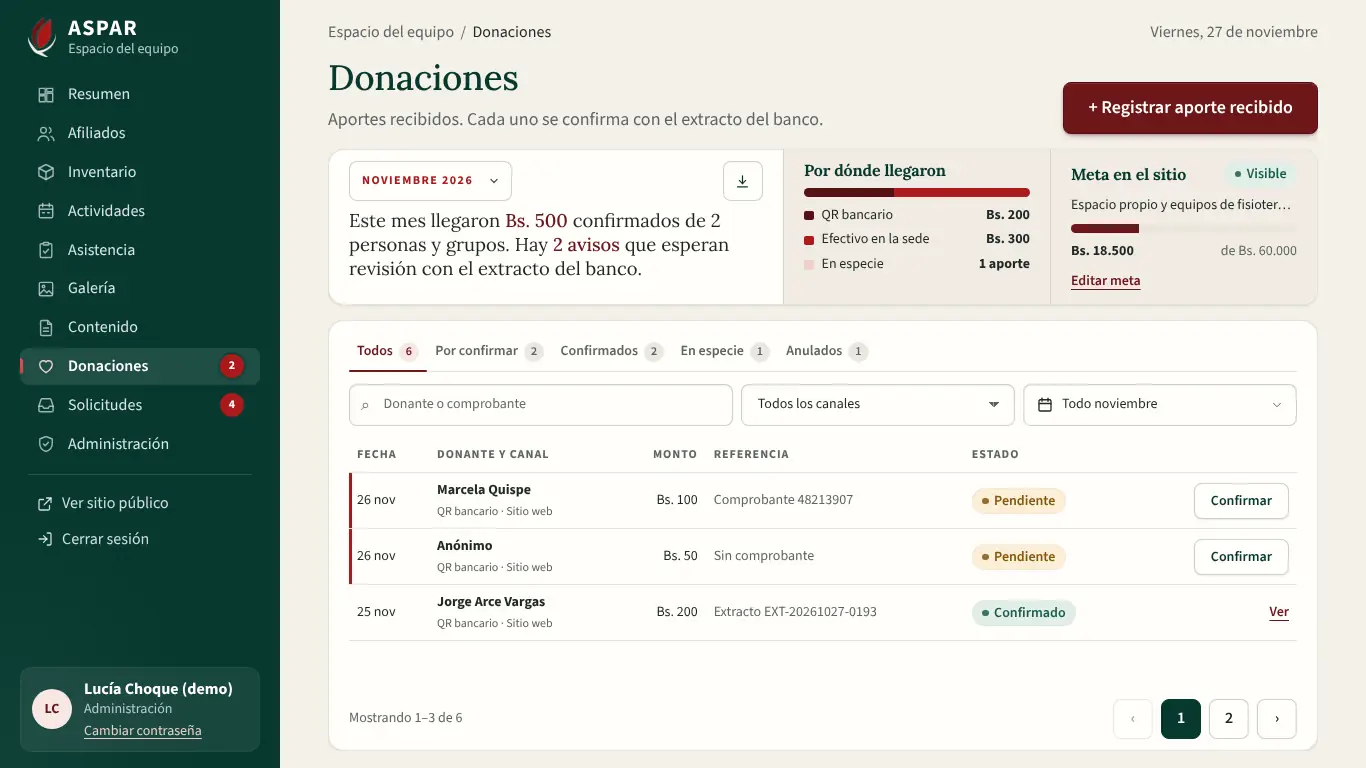 ASPAR
Espacio del equipo
Resumen
Afiliados
Inventario
Actividades
Asistencia
Galería
Contenido
Donaciones 2
Solicitudes 4
Administración
Ver sitio público
Cerrar sesión
LC
Lucía Choque (demo)
Administración
Cambiar contraseña
Espacio del equipo / Donaciones
Viernes, 27 de noviembre
Donaciones
Aportes recibidos. Cada uno se confirma con el extracto del banco.
+ Registrar aporte recibido
NOVIEMBRE 2026
Este mes llegaron Bs. 500 confirmados de 2
personas y grupos. Hay 2 avisos que esperan
revisión con el extracto del banco.
Por dónde llegaron
QR bancario Bs. 200
Efectivo en la sede Bs. 300
En especie 1 aporte
Meta en el sitio Visible
Espacio propio y equipos de fisioter…
Bs. 18.500 de Bs. 60.000
Editar meta
Todos 6 Por confirmar 2 Confirmados 2 En especie 1 Anulados 1
Donante o comprobante Todos los canales Todo noviembre
FECHA DONANTE Y CANAL MONTO REFERENCIA ESTADO
26 nov Marcela Quispe Bs. 100 Comprobante 48213907 Pendiente Confirmar
QR bancario · Sitio web
26 nov Anónimo Bs. 50 Sin comprobante Pendiente Confirmar
QR bancario · Sitio web
25 nov Jorge Arce Vargas Bs. 200 Extracto EXT-20261027-0193 Confirmado Ver
QR bancario · Sitio web
Mostrando 1–3 de 6 ‹ 1 2 ›